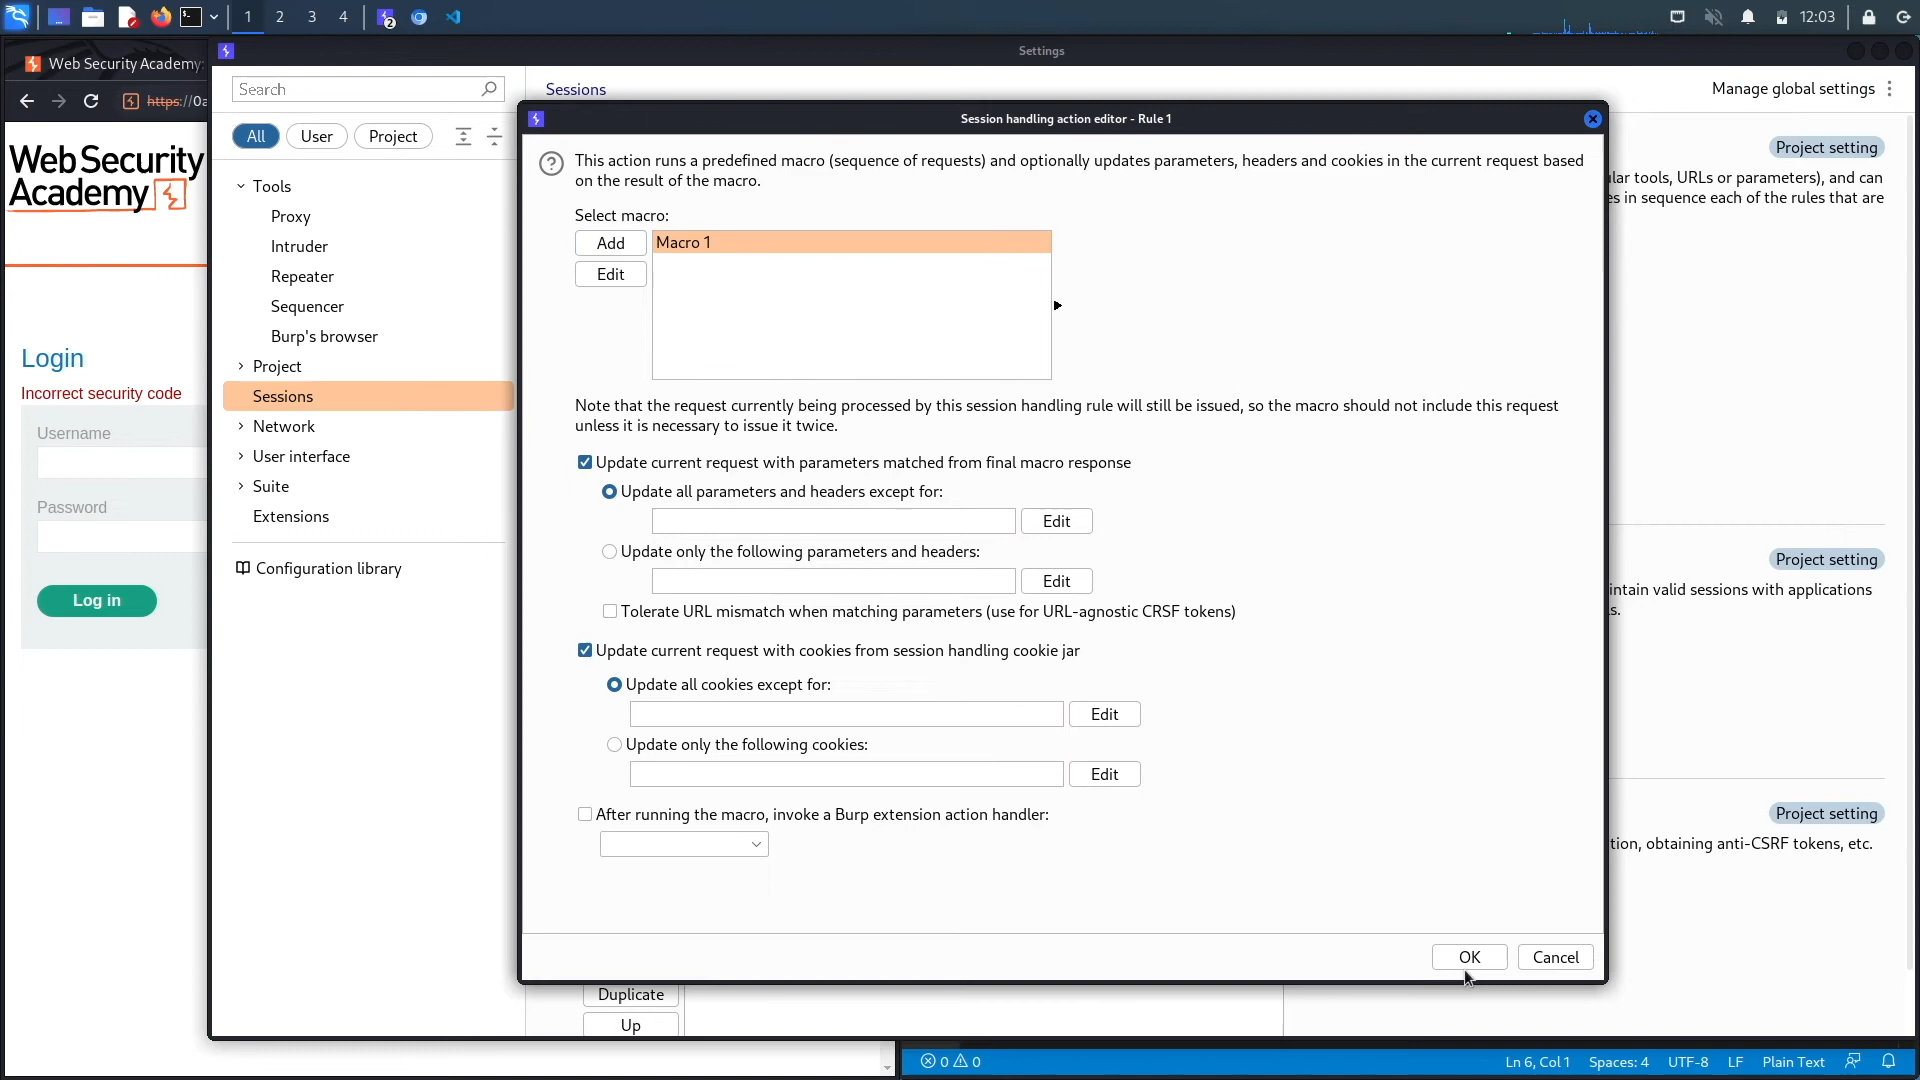 1
2
3
4
2
12:03
Web Security Academy:
https://0a
Settings
Search
Sessions
Manage global settings
All
User
Project
Web Security
Academy
Tools
Proxy
Intruder
Repeater
Sequencer
Burp's browser
Project
Sessions
Network
User interface
Suite
Extensions
Configuration library
Login
Incorrect security code
Username
Password
Log in
Session handling action editor - Rule 1
This action runs a predefined macro (sequence of requests) and optionally updates parameters, headers and cookies in the current request based
on the result of the macro.
Select macro:
Add
Macro 1
Edit
Note that the request currently being processed by this session handling rule will still be issued, so the macro should not include this request
unless it is necessary to issue it twice.
Update current request with parameters matched from final macro response
Update all parameters and headers except for:
Edit
Update only the following parameters and headers:
Edit
Tolerate URL mismatch when matching parameters (use for URL-agnostic CRSF tokens)
Update current request with cookies from session handling cookie jar
Update all cookies except for:
Edit
Update only the following cookies:
Edit
After running the macro, invoke a Burp extension action handler:
OK
Cancel
Project setting
lar tools, URLs or parameters), and can
es in sequence each of the rules that are
Project setting
intain valid sessions with applications
s.
Project setting
tion, obtaining anti-CSRF tokens, etc.
Duplicate
Up
0
0
Ln 6, Col 1
Spaces: 4
UTF-8
LF
Plain Text